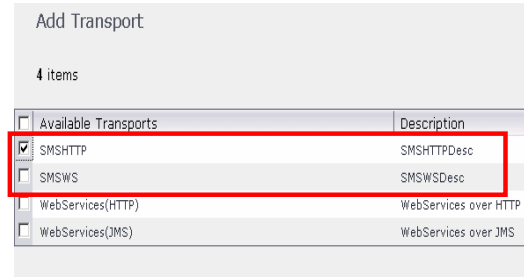 Add Transport
4 items
Available Transports Description
SMSHTTP SMSHTTPDesc
SMSWS SMSWSDesc
WebServices(HTTP) WebServices over HTTP
WebServices(JMS) WebServices over JMS